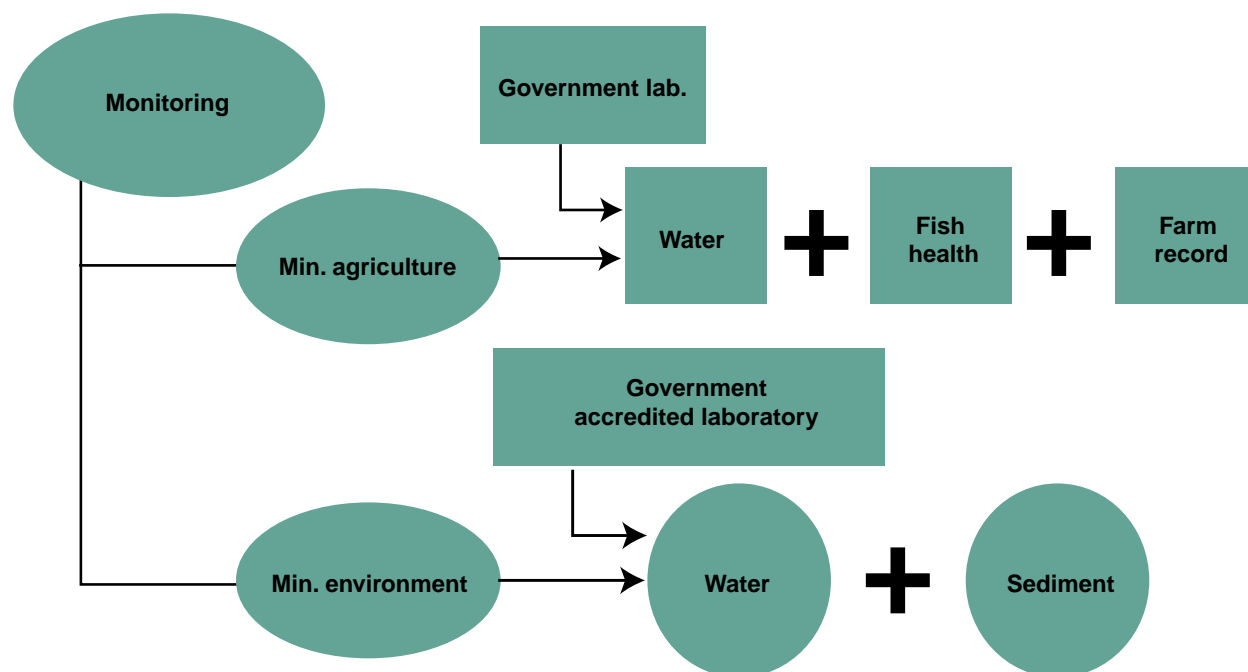 Monitoring
Government lab.
Min. agriculture
Water
Fish
health
Farm
record
Government
accredited laboratory
Min. environment
Water
Sediment